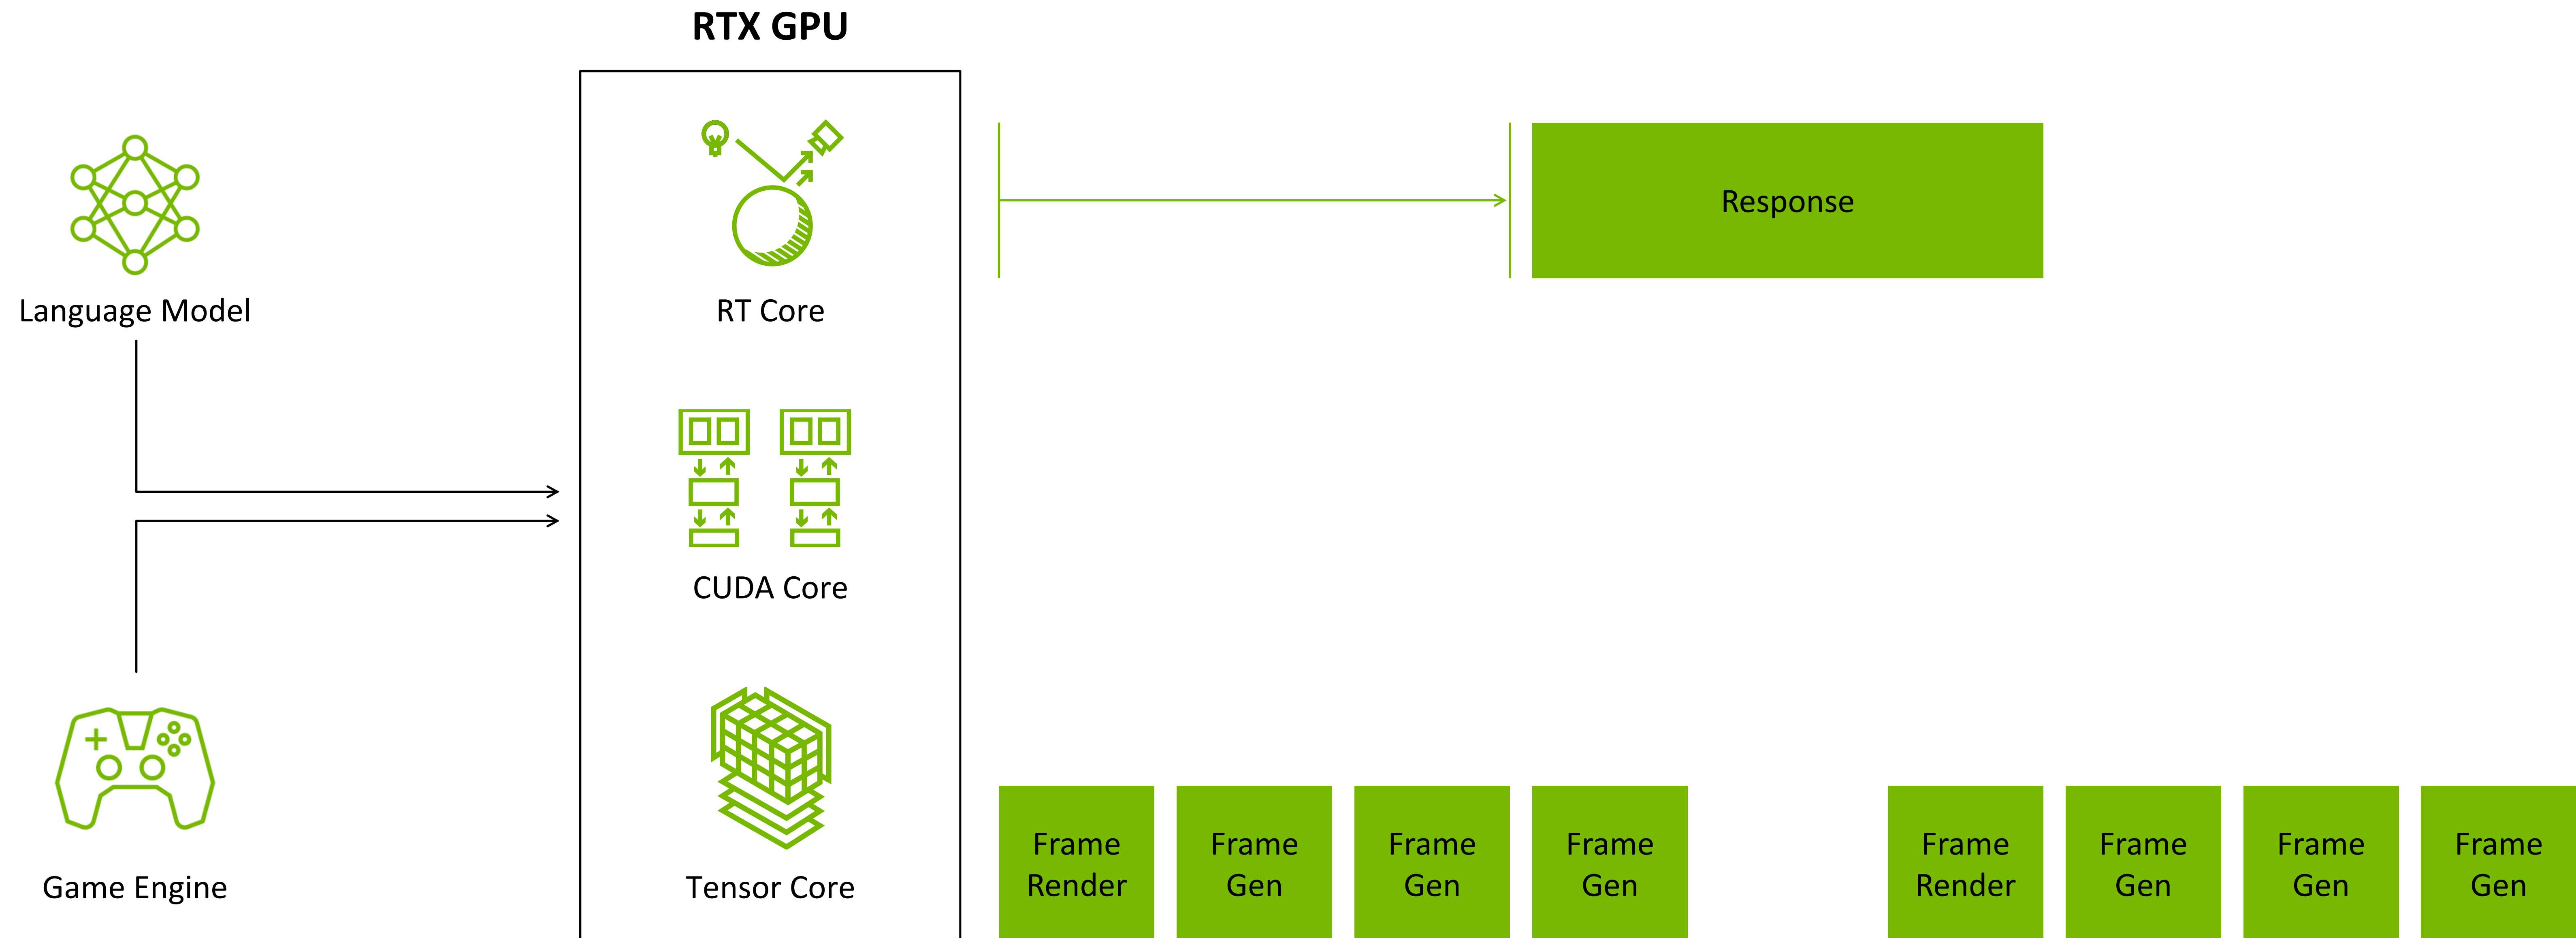 RTX GPU
Language Model
RT Core
Response
CUDA Core
Game Engine
Tensor Core
Frame
Render
Frame
Gen
Frame
Gen
Frame
Gen
Frame
Render
Frame
Gen
Frame
Gen
Frame
Gen